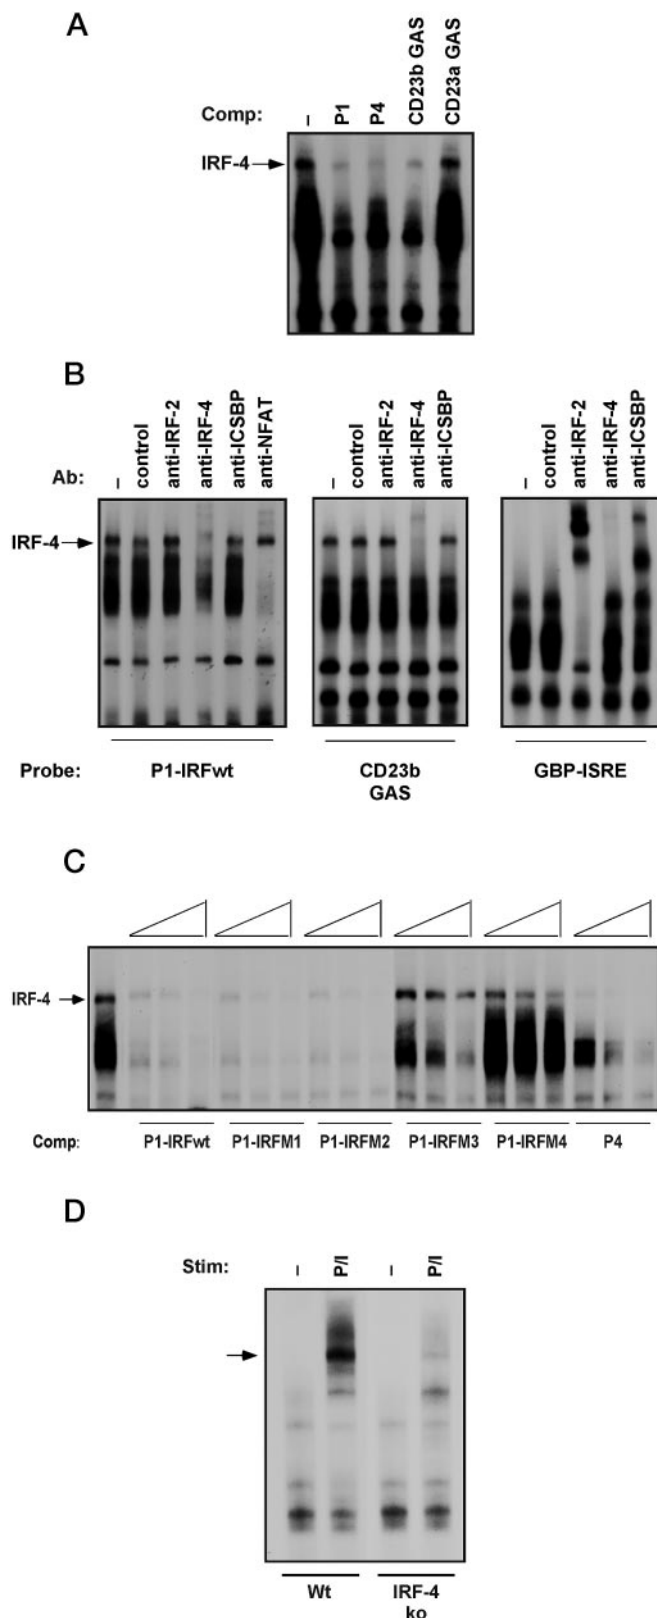 A
Comp:
–
P1
P4
CD23b GAS
CD23a GAS
IRF-4
B
Ab:
–
control
anti-IRF-2
anti-IRF-4
anti-ICSBP
anti-NFAT
–
control
anti-IRF-2
anti-IRF-4
anti-ICSBP
–
control
anti-IRF-2
anti-IRF-4
anti-ICSBP
IRF-4
Probe:
P1-IRFwt
CD23b
GAS
GBP-ISRE
C
IRF-4
Comp:
P1-IRFwt
P1-IRFM1
P1-IRFM2
P1-IRFM3
P1-IRFM4
P4
D
Stim:
–
P/I
–
P/I
Wt
IRF-4
ko